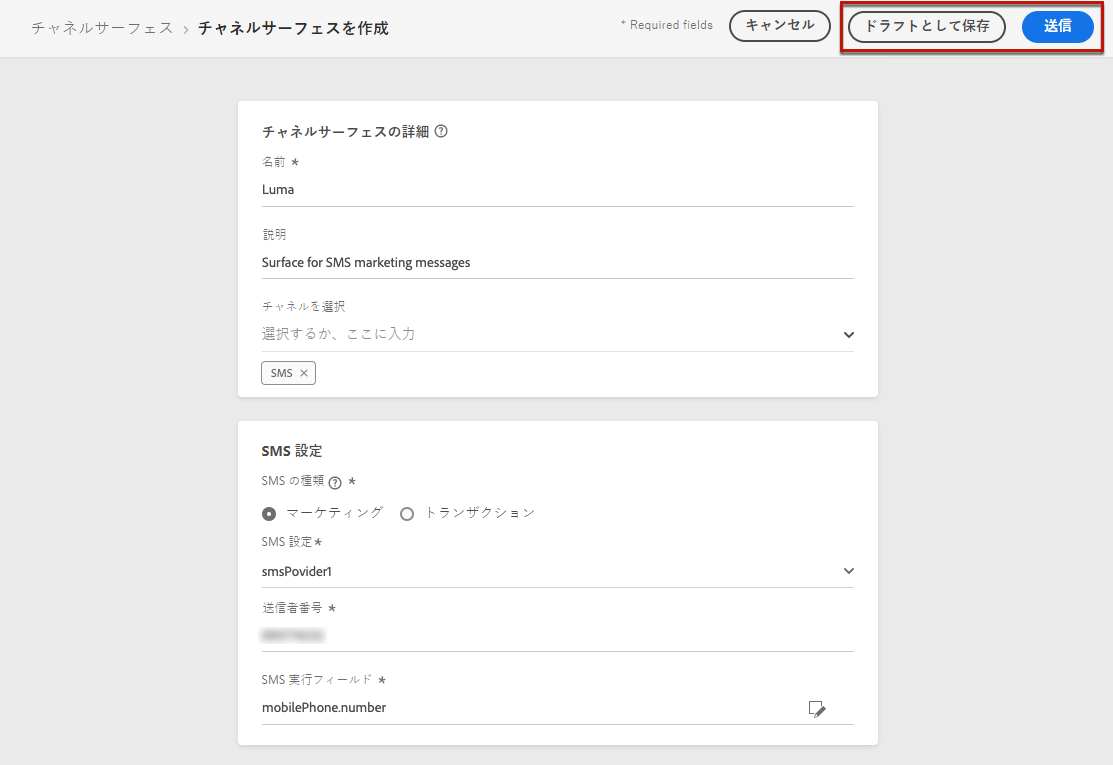 チャネルサーフェス › チャネルサーフェスを作成
* Required fields
キャンセル
ドラフトとして保存
送信
チャネルサーフェスの詳細
名前 *
Luma
説明
Surface for SMS marketing messages
チャネルを選択
選択するか、ここに入力
SMS ×
SMS 設定
SMS の種類 *
マーケティング トランザクション
SMS 設定*
smsPovider1
送信者番号 *
SMS 実行フィールド *
mobilePhone.number